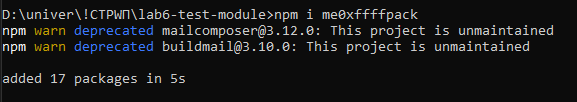 D:\univer\!СТРWП\lab6-test-module>npm i me0xffffpack
npm warn deprecated mailcomposer@3.12.0: This project is unmaintained
npm warn deprecated buildmail@3.10.0: This project is unmaintained
added 17 packages in 5s